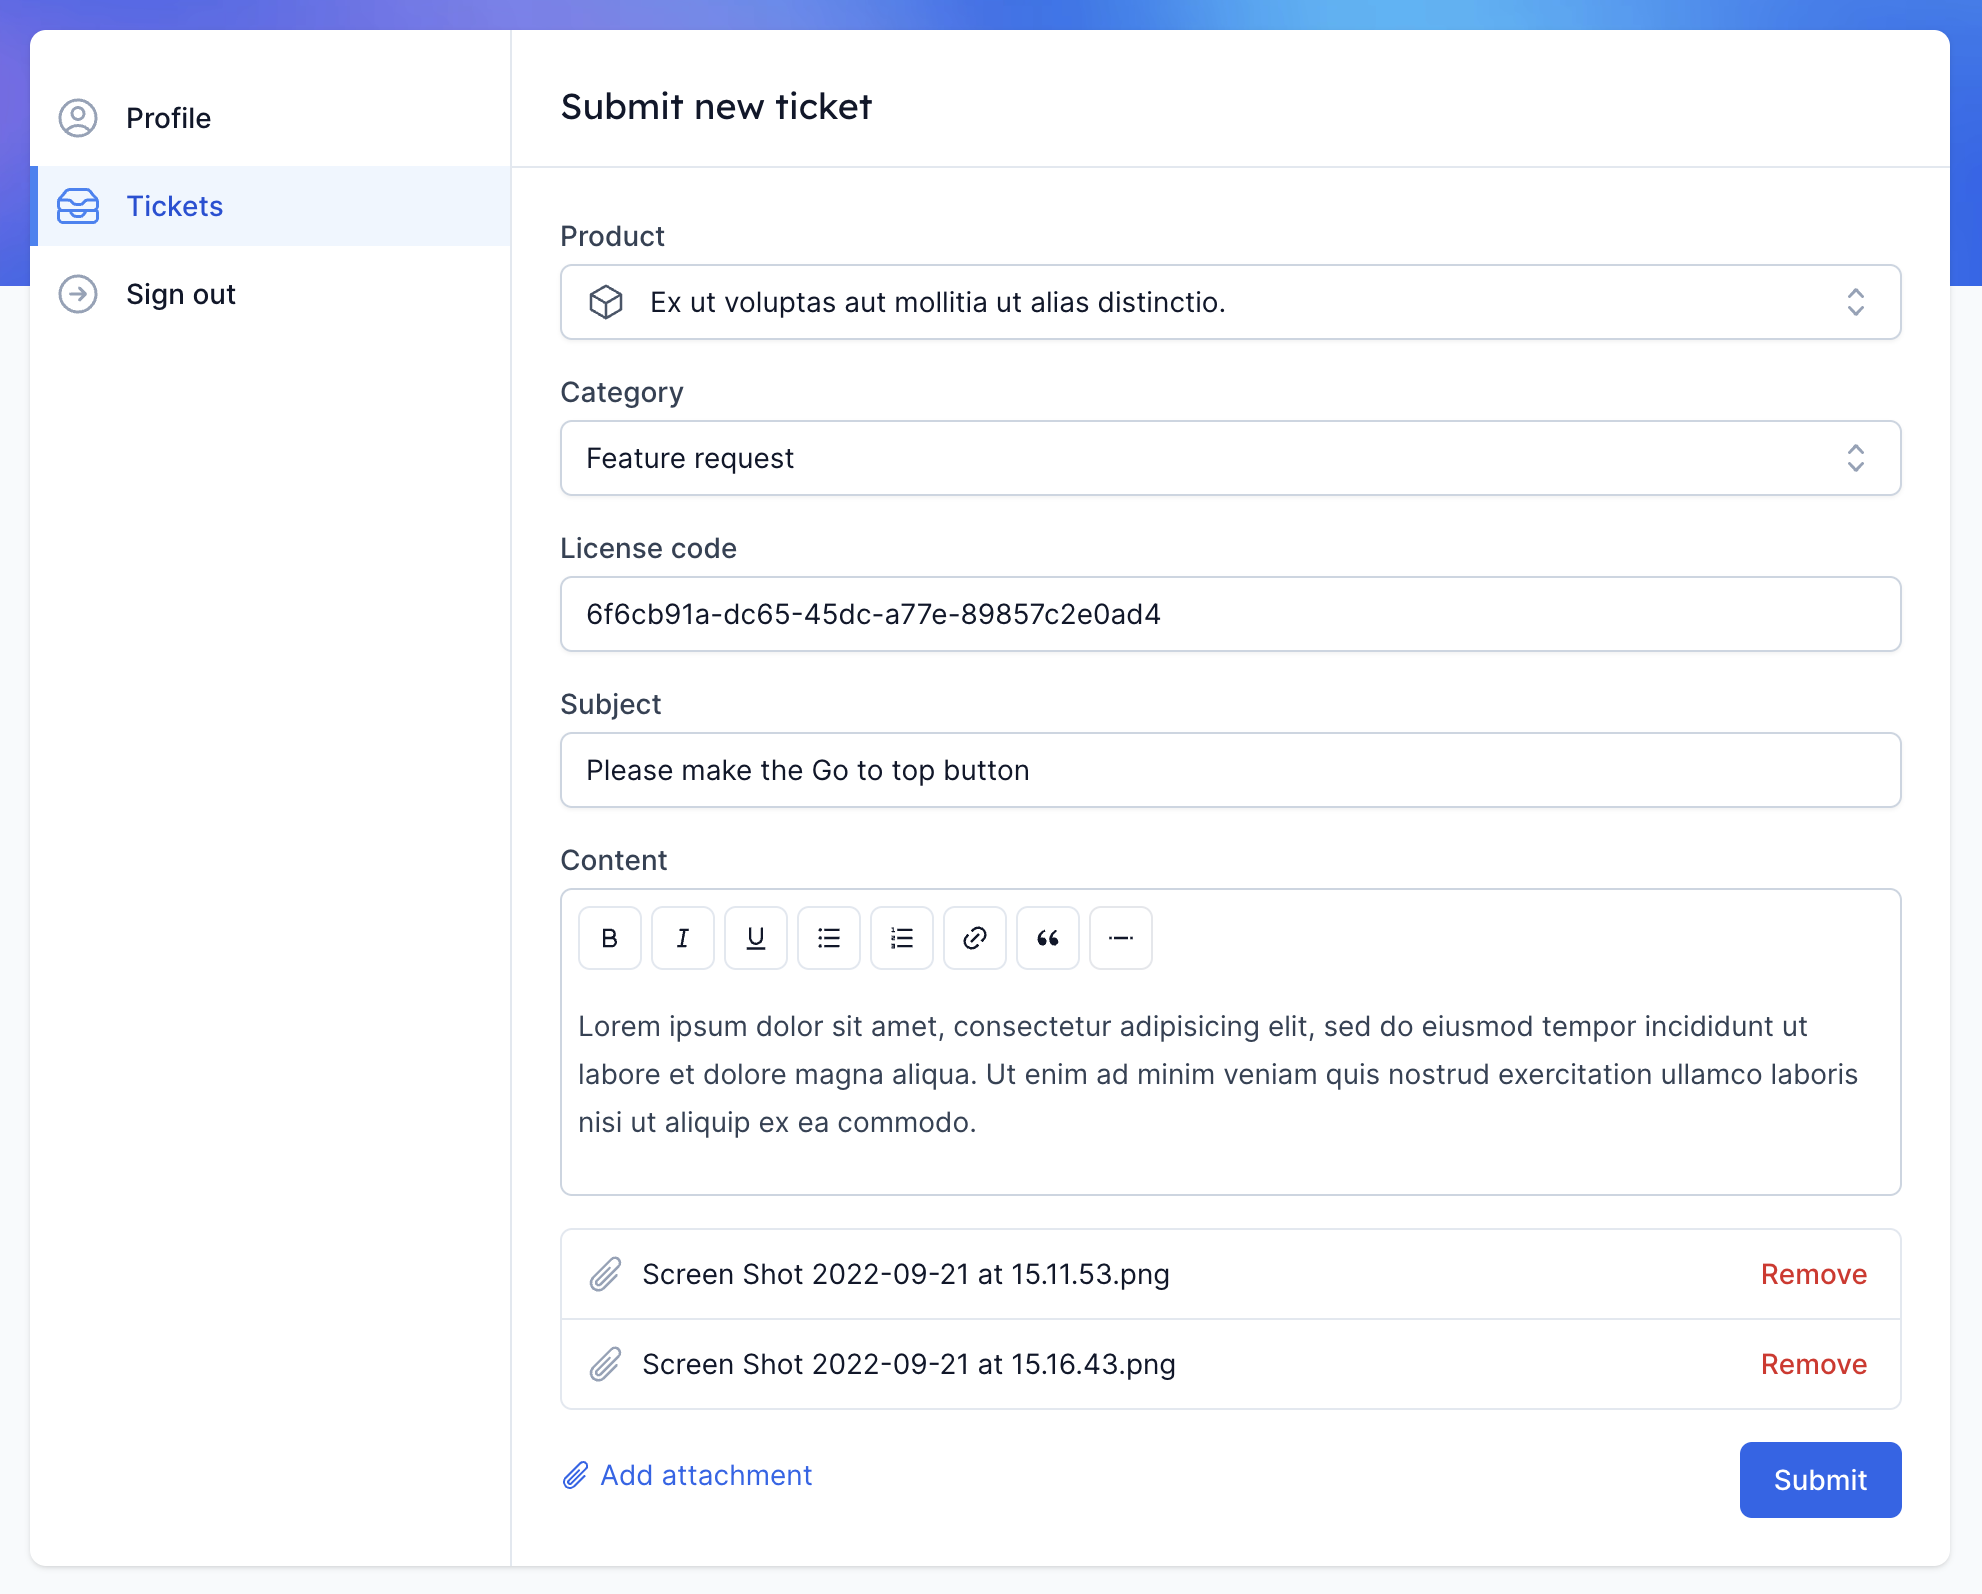 Profile
Tickets
Sign out
Submit new ticket
Product
Ex ut voluptas aut mollitia ut alias distinctio.
Category
Feature request
License code
6f6cb91a-dc65-45dc-a77e-89857c2e0ad4
Subject
Please make the Go to top button
Content
B I U
Lorem ipsum dolor sit amet, consectetur adipisicing elit, sed do eiusmod tempor incididunt ut
labore et dolore magna aliqua. Ut enim ad minim veniam quis nostrud exercitation ullamco laboris
nisi ut aliquip ex ea commodo.
Screen Shot 2022-09-21 at 15.11.53.png
Remove
Screen Shot 2022-09-21 at 15.16.43.png
Remove
Add attachment
Submit